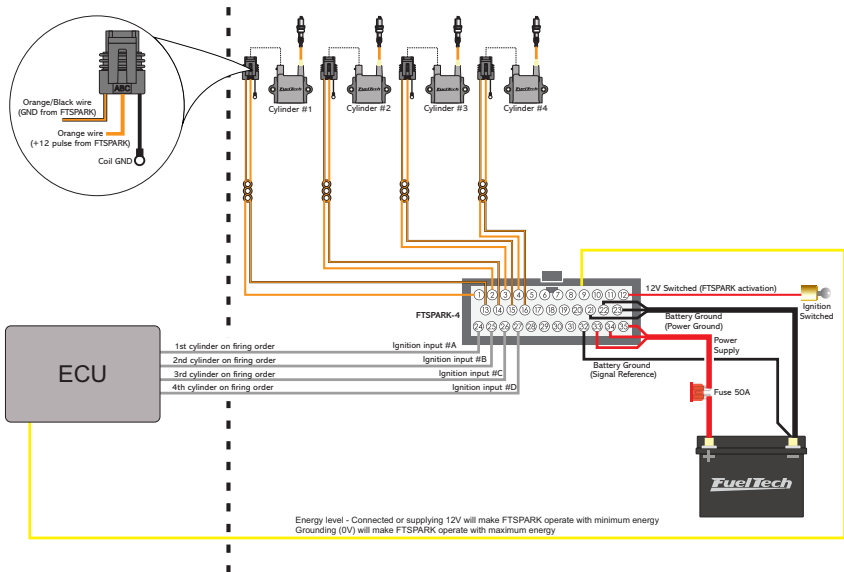 ABC
Orange/Black wire
(GND from FTSPARK)
Orange wire
(+12 pulse from FTSPARK)
Coil GND
FuelTech
FuelTech
FuelTech
FuelTech
Cylinder #1
Cylinder #2
Cylinder #3
Cylinder #4
1 2 3 4 5 6 7 8 9 10 11 12
13 14 15 16 17 18 19 20 21 22 23
24 25 26 27 28 29 30 31 32 33 34 35
FTSPARK-4
12V Switched (FTSPARK activation)
Ignition
Switched
Battery Ground
(Power Ground)
Power
Supply
Battery Ground
(Signal Reference)
Fuse 50A
ECU
1st cylinder on firing order
Ignition input #A
2nd cylinder on firing order
Ignition input #B
3rd cylinder on firing order
Ignition input #C
4th cylinder on firing order
Ignition input #D
+ -
FuelTech
Energy level - Connected or supplying 12V will make FTSPARK operate with minimum energy
Grounding (0V) will make FTSPARK operate with maximum energy